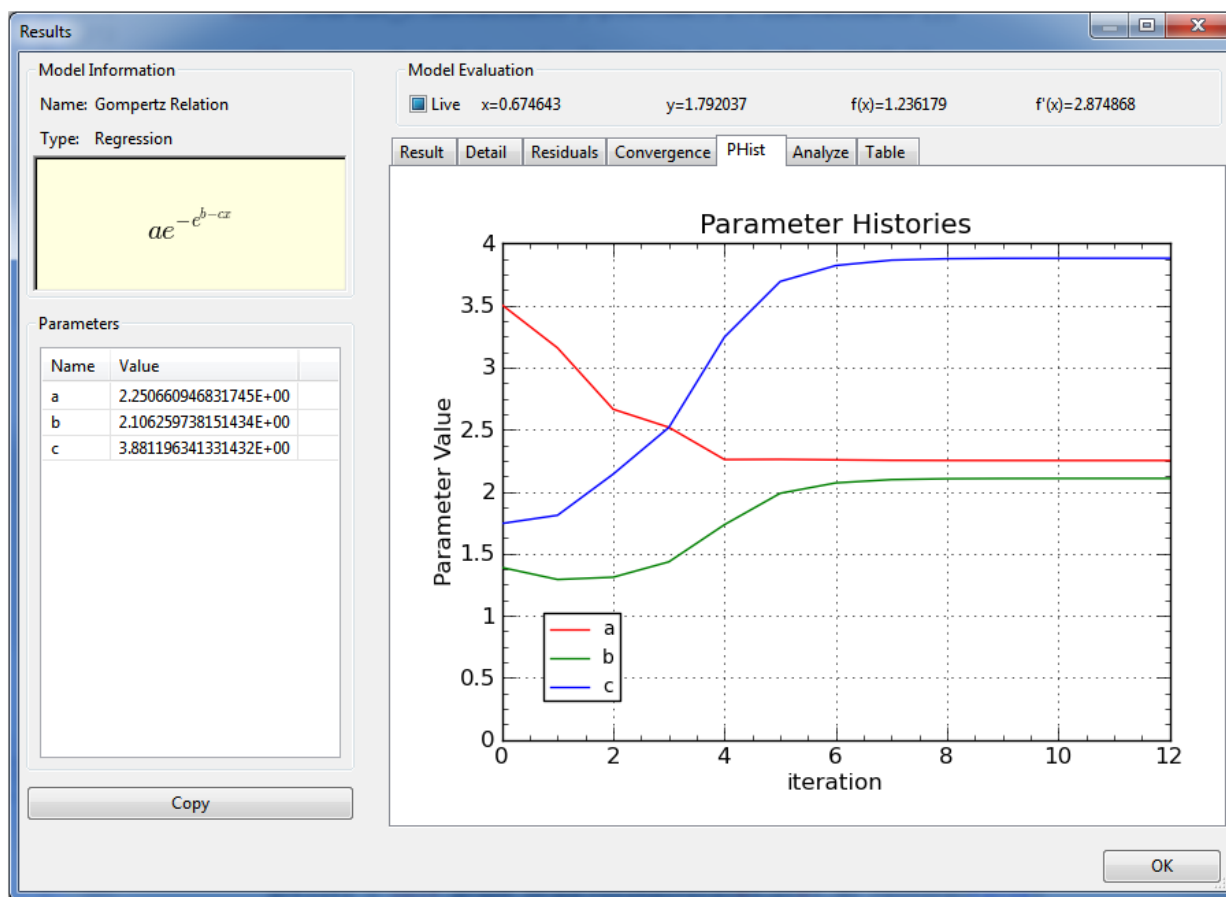 Results
Model Information
Name: Gompertz Relation
Type: Regression
ae^{-e^{b-cx}}
Parameters
Name Value
a 2.250660946831745E+00
b 2.106259738151434E+00
c 3.881196341331432E+00
Copy
Model Evaluation
Live x=0.674643 y=1.792037 f(x)=1.236179 f'(x)=2.874868
Result Detail Residuals Convergence PHist Analyze Table
Parameter Histories
Parameter Value
4
3.5
3
2.5
2
1.5
1
0.5
0
a
b
c
0 2 4 6 8 10 12
iteration
OK